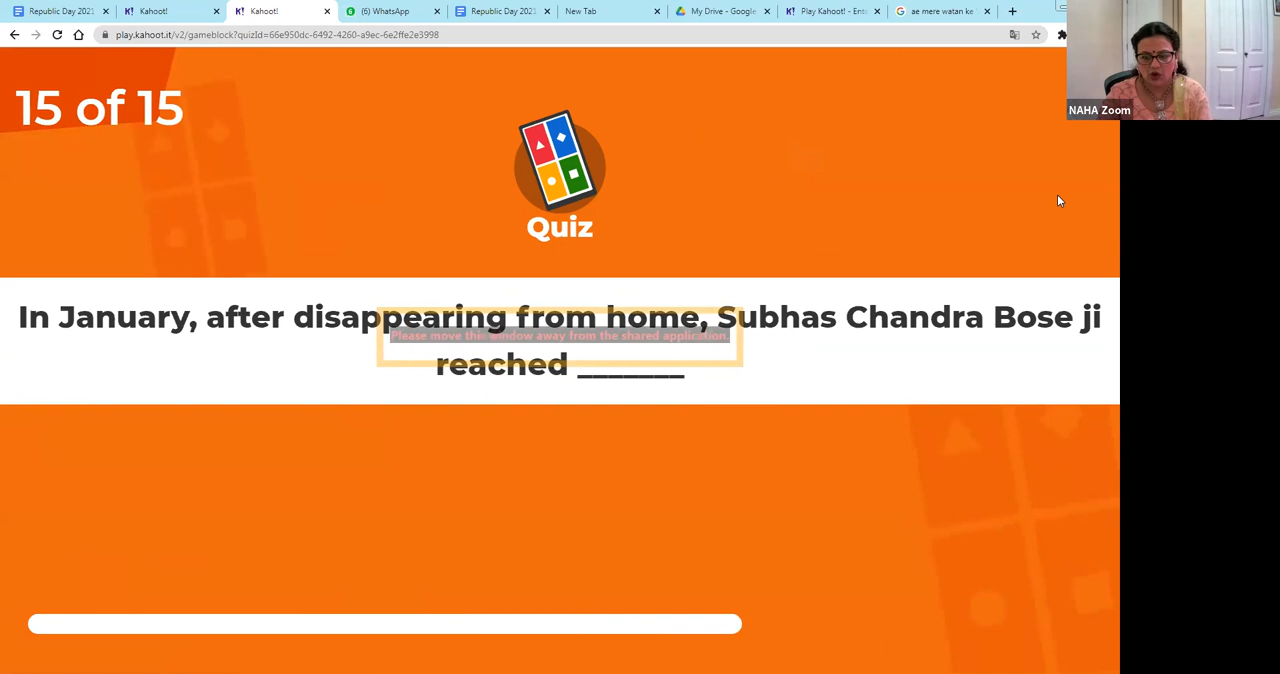 Republic Day 2021
Kahoot!
Kahoot!
(6) WhatsApp
Republic Day 2021
New Tab
My Drive - Google
Play Kahoot! - Ente
ae mere watan ke
play.kahoot.it/v2/gameblock?quizId=66e950dc-6492-4260-a9ec-6e2ffe2e3998
NAHA Zoom
15 of 15
Quiz
In January, after disappearing from home, Subhas Chandra Bose ji
Please move this window away from the shared application.
reached _______